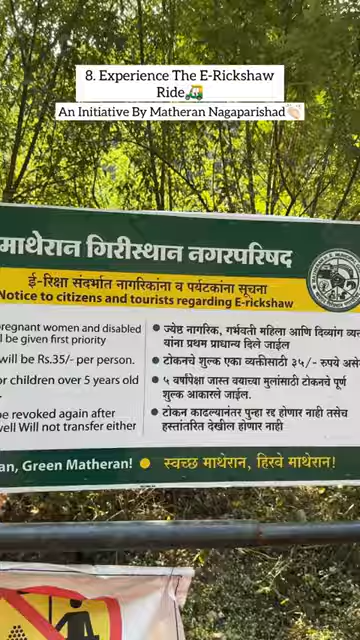 8. Experience The E-Rickshaw
Ride🛺
An Initiative By Matheran Nagaparishad👏🏻
माथेरान गिरीस्थान नगरपरिषद
ई-रिक्षा संदर्भात नागरिकांना व पर्यटकांना सूचना
Notice to citizens and tourists regarding E-rickshaw
pregnant women and disabled
be given first priority
will be Rs.35/- per person.
or children over 5 years old
be revoked again after
well Will not transfer either
● ज्येष्ठ नागरिक, गर्भवती महिला आणि दिव्यांग
यांना प्रथम प्राधान्य दिले जाईल
● टोकनचे शुल्क एका व्यक्तीसाठी ३५/- रुपये
● ५ वर्षापेक्षा जास्त वयाच्या मुलांसाठी टोकनचे पूर्ण
शुल्क आकारले जाईल.
● टोकन काढल्यानंतर पुन्हा रद्द होणार नाही तसेच
हस्तांतरित देखील होणार नाही
Green Matheran! ● स्वच्छ माथेरान, हिरवे माथेरान!